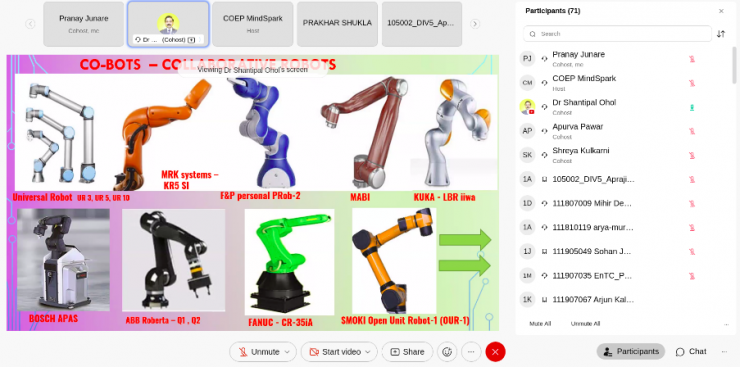 Pranay Junare
Cohost, me
Dr ... (Cohost)
COEP MindSpark
Host
PRAKHAR SHUKLA
105002_DIV5_Ap...
CO-BOTS – COLLABORATIVE ROBOTS
Viewing Dr Shantipal Ohol's screen
MRK systems –
KR5 SI
Universal Robot UR 3, UR 5, UR 10
F&P personal PRob-2
MABI
KUKA - LBR iiwa
BOSCH APAS
ABB Roberta – Q1 , Q2
FANUC - CR-35iA
SMOKI Open Unit Robot-1 (OUR-1)
Unmute
Start video
Share
Participants (71)
Search
PJ
Pranay Junare
Cohost, me
CM
COEP MindSpark
Host
Dr Shantipal Ohol
Cohost
AP
Apurva Pawar
Cohost
SK
Shreya Kulkarni
Cohost
1A
105002_DIV5_Apraji...
1D
111807009 Mihir De...
1A
111810119 arya-mur...
1J
111905049 Sohan J...
1M
111907035 EnTC_P...
1K
111907067 Arjun Kal...
Mute All
Unmute All
Participants
Chat